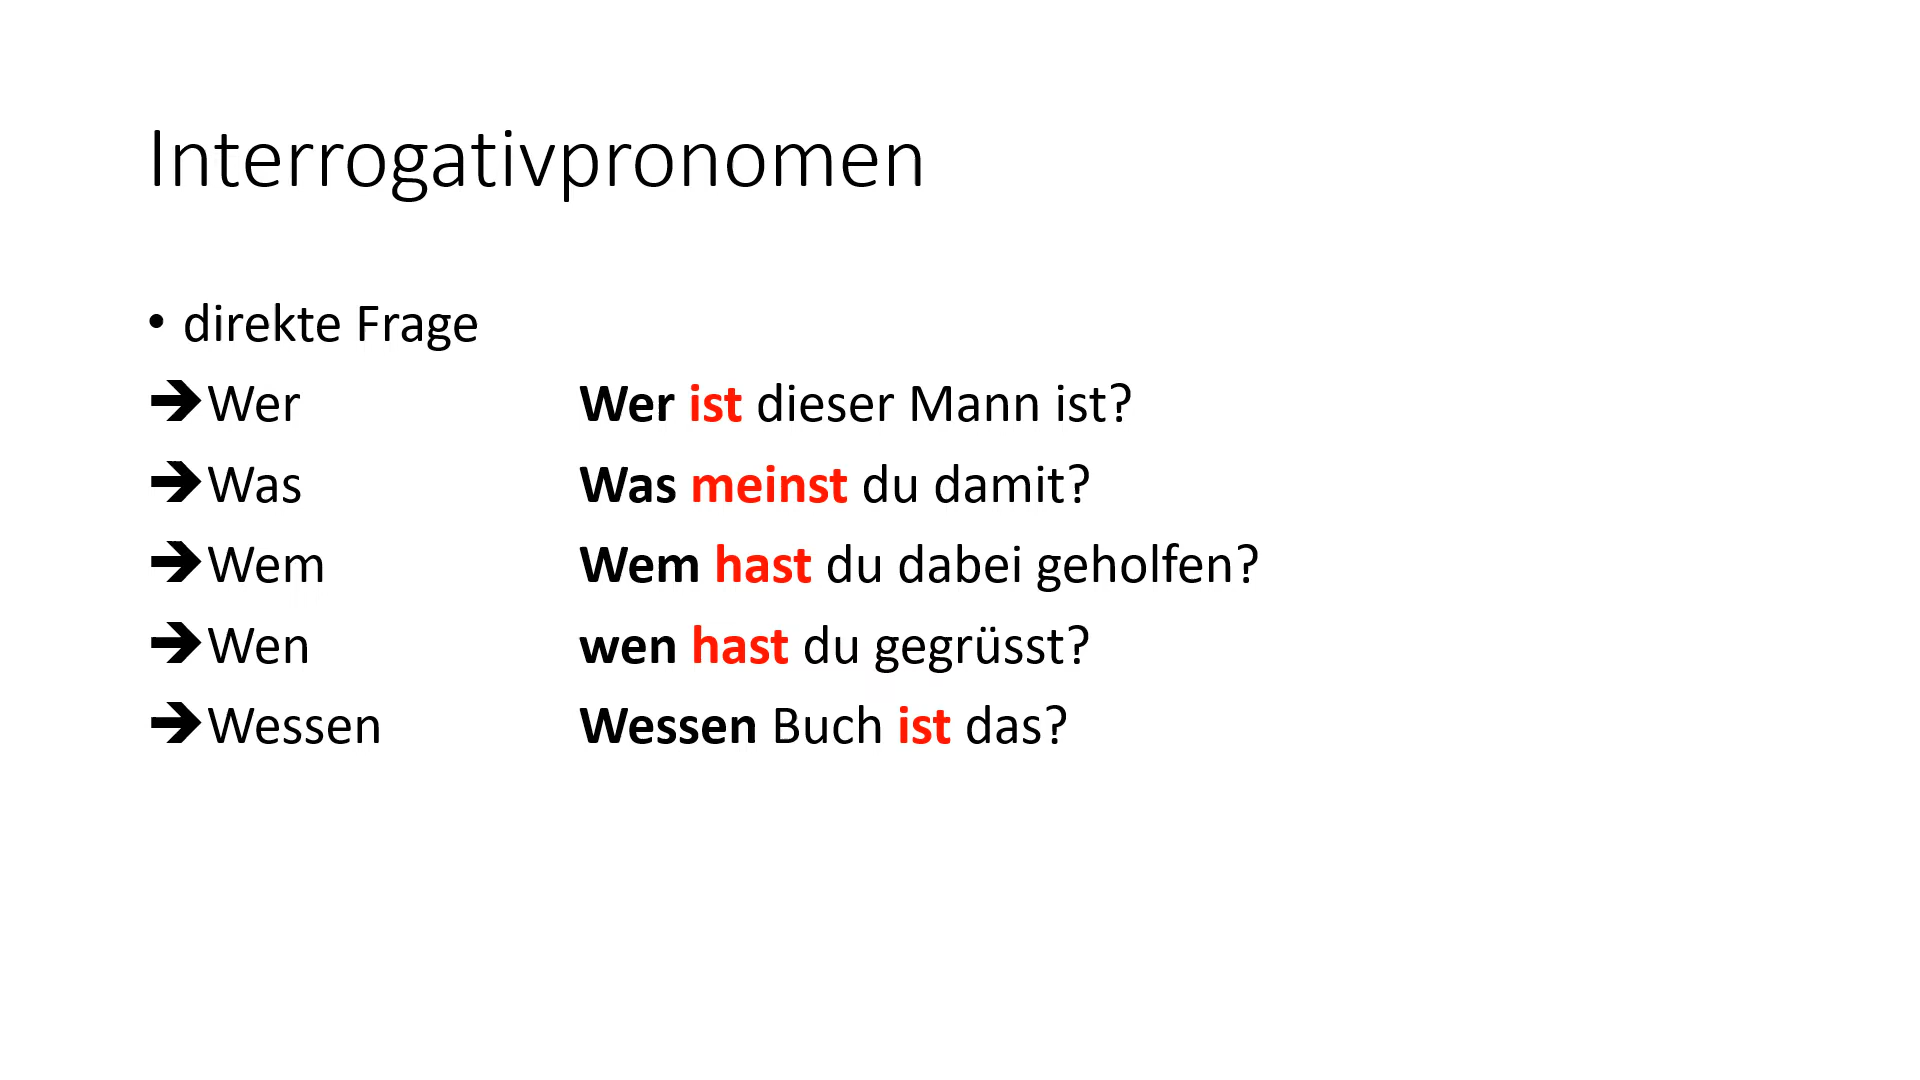 Interrogativpronomen
• direkte Frage
➔Wer Wer ist dieser Mann ist?
➔Was Was meinst du damit?
➔Wem Wem hast du dabei geholfen?
➔Wen wen hast du gegrüsst?
➔Wessen Wessen Buch ist das?